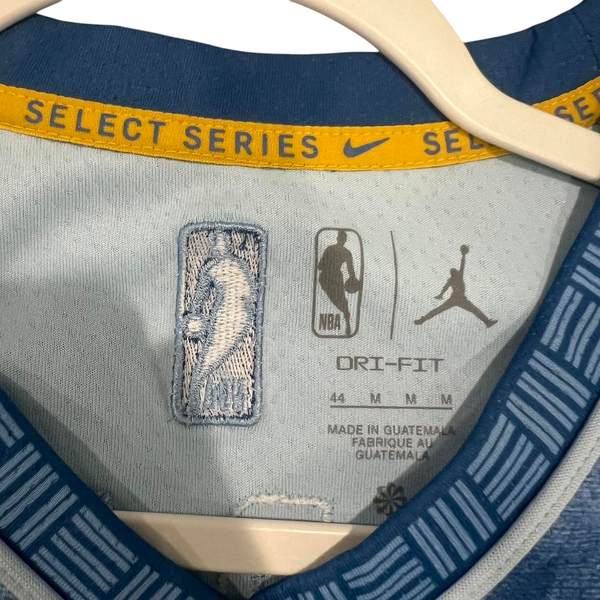 SELECT SERIES
SE
NBA
DRI-FIT
44 M M M
MADE IN GUATEMALA
FABRIQUE AU
GUATEMALA